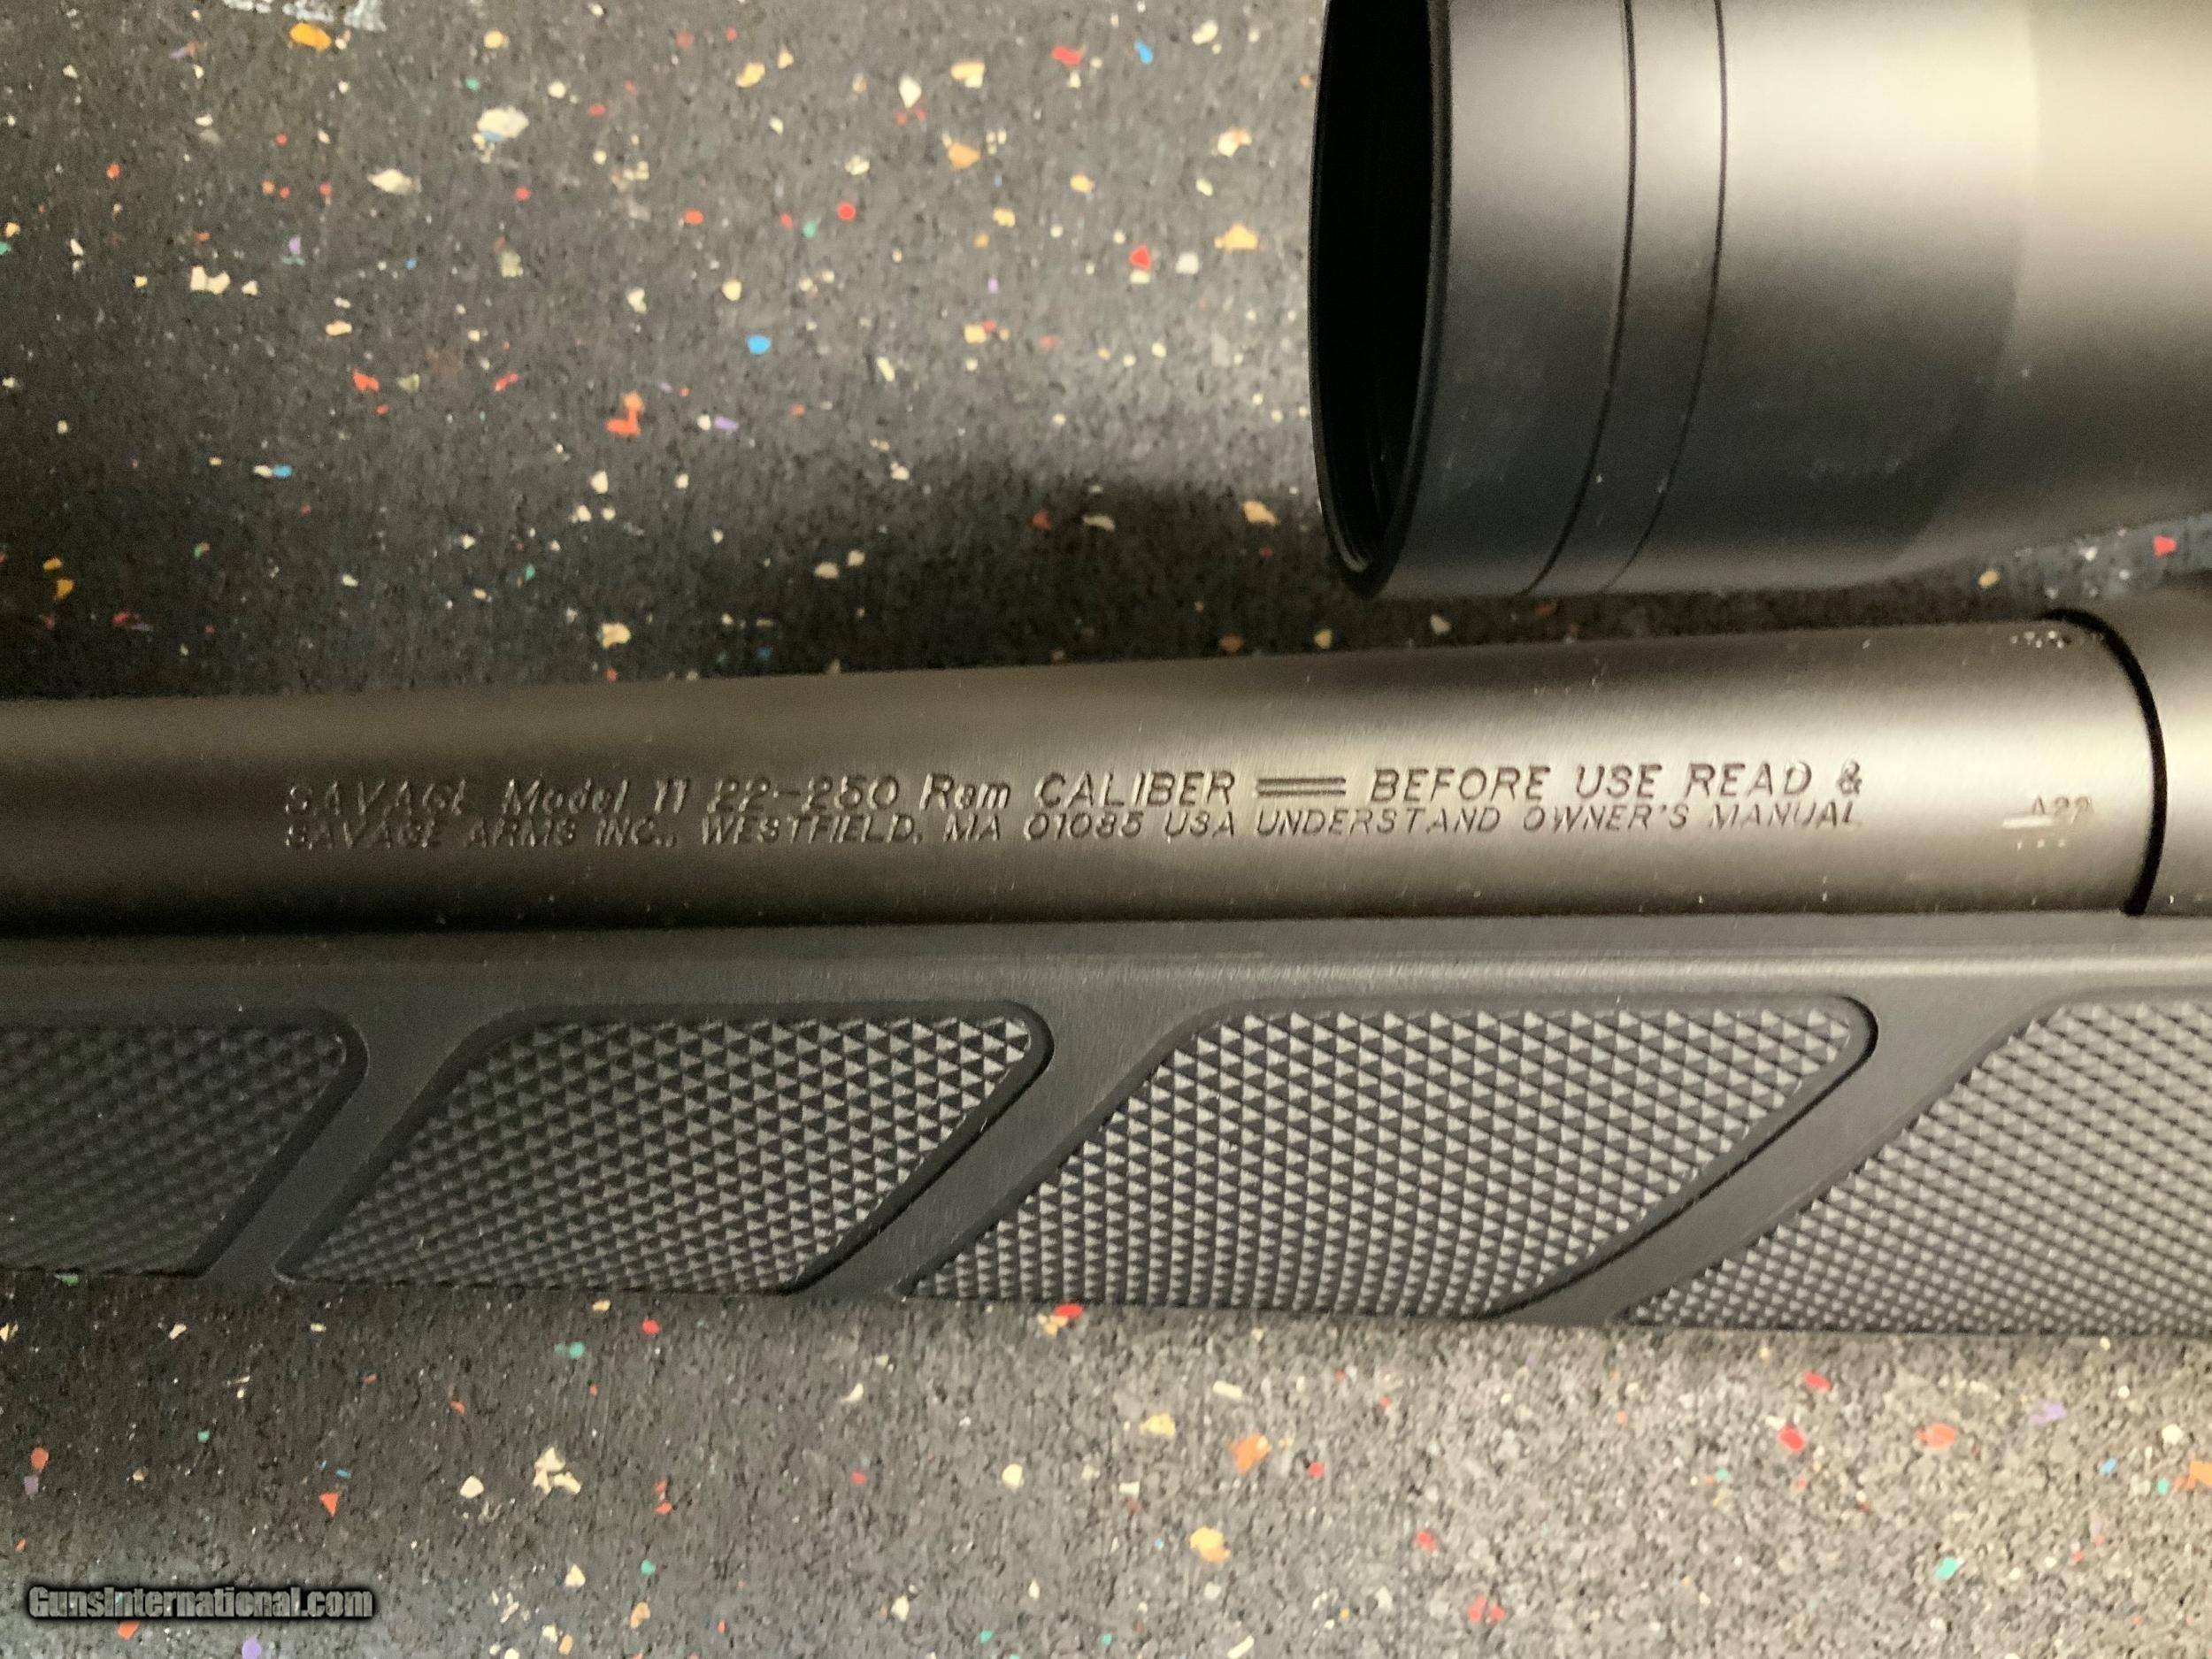 SAVAGE Model 11 22-250 Rem CALIBER == BEFORE USE READ &
SAVAGE ARMS INC., WESTFIELD, MA 01085 USA UNDERSTAND OWNER'S MANUAL
A22
GunsInternational.com